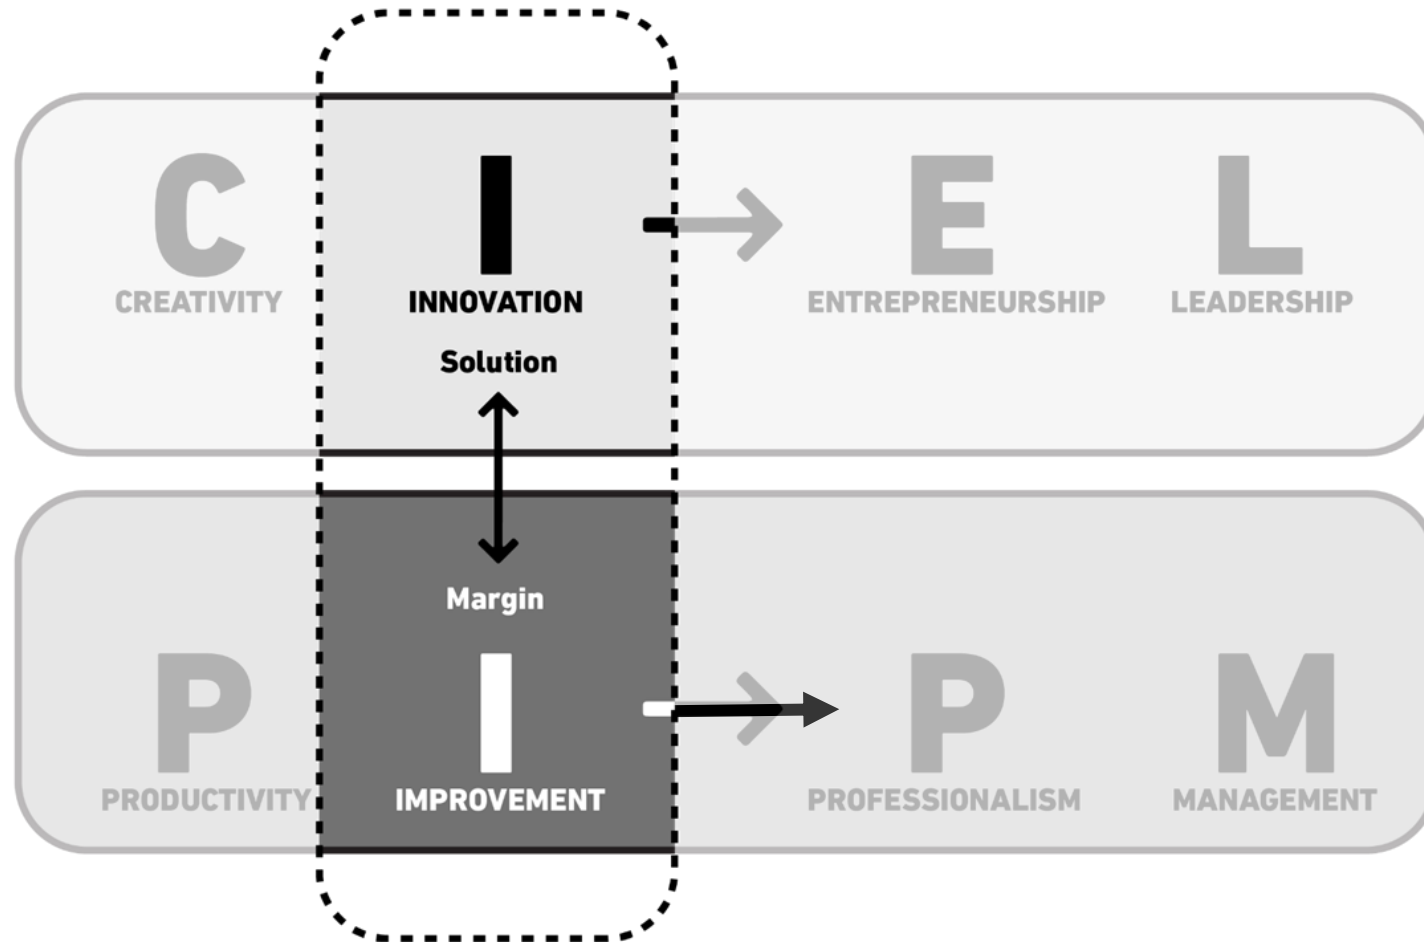 C I E L
CREATIVITY INNOVATION ENTREPRENEURSHIP LEADERSHIP
Solution
Margin
P I P M
PRODUCTIVITY IMPROVEMENT PROFESSIONALISM MANAGEMENT